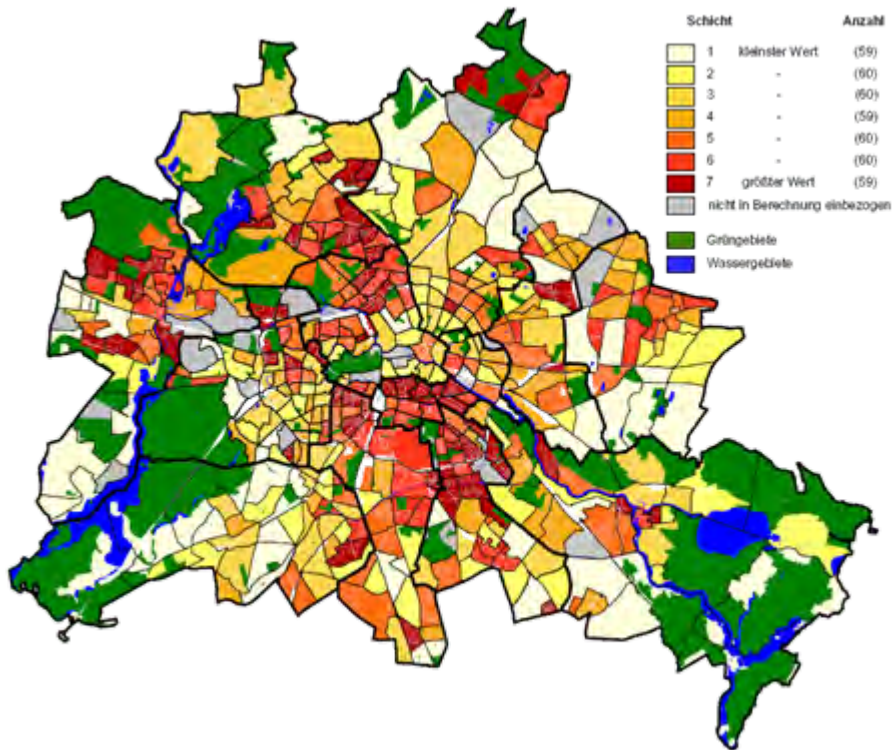 Schicht Anzahl
1 kleinster Wert (59)
2 - (60)
3 - (60)
4 - (59)
5 - (60)
6 - (60)
7 größter Wert (59)
nicht in Berechnung einbezogen
Grüngebiete
Wassergebiete